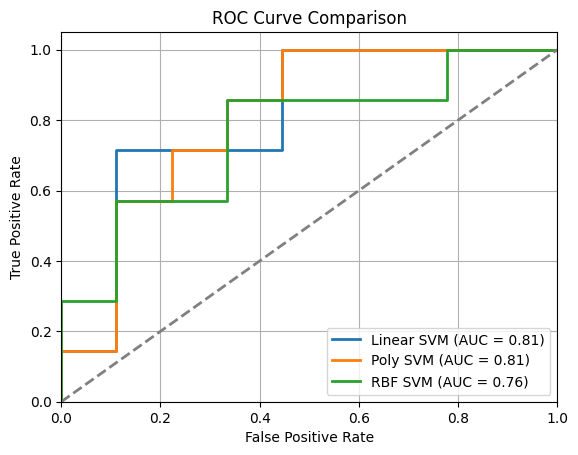 ROC Curve Comparison
1.0
0.8
0.6
0.4
0.2
0.0
True Positive Rate
Linear SVM (AUC = 0.81)
Poly SVM (AUC = 0.81)
RBF SVM (AUC = 0.76)
0.0 0.2 0.4 0.6 0.8 1.0
False Positive Rate